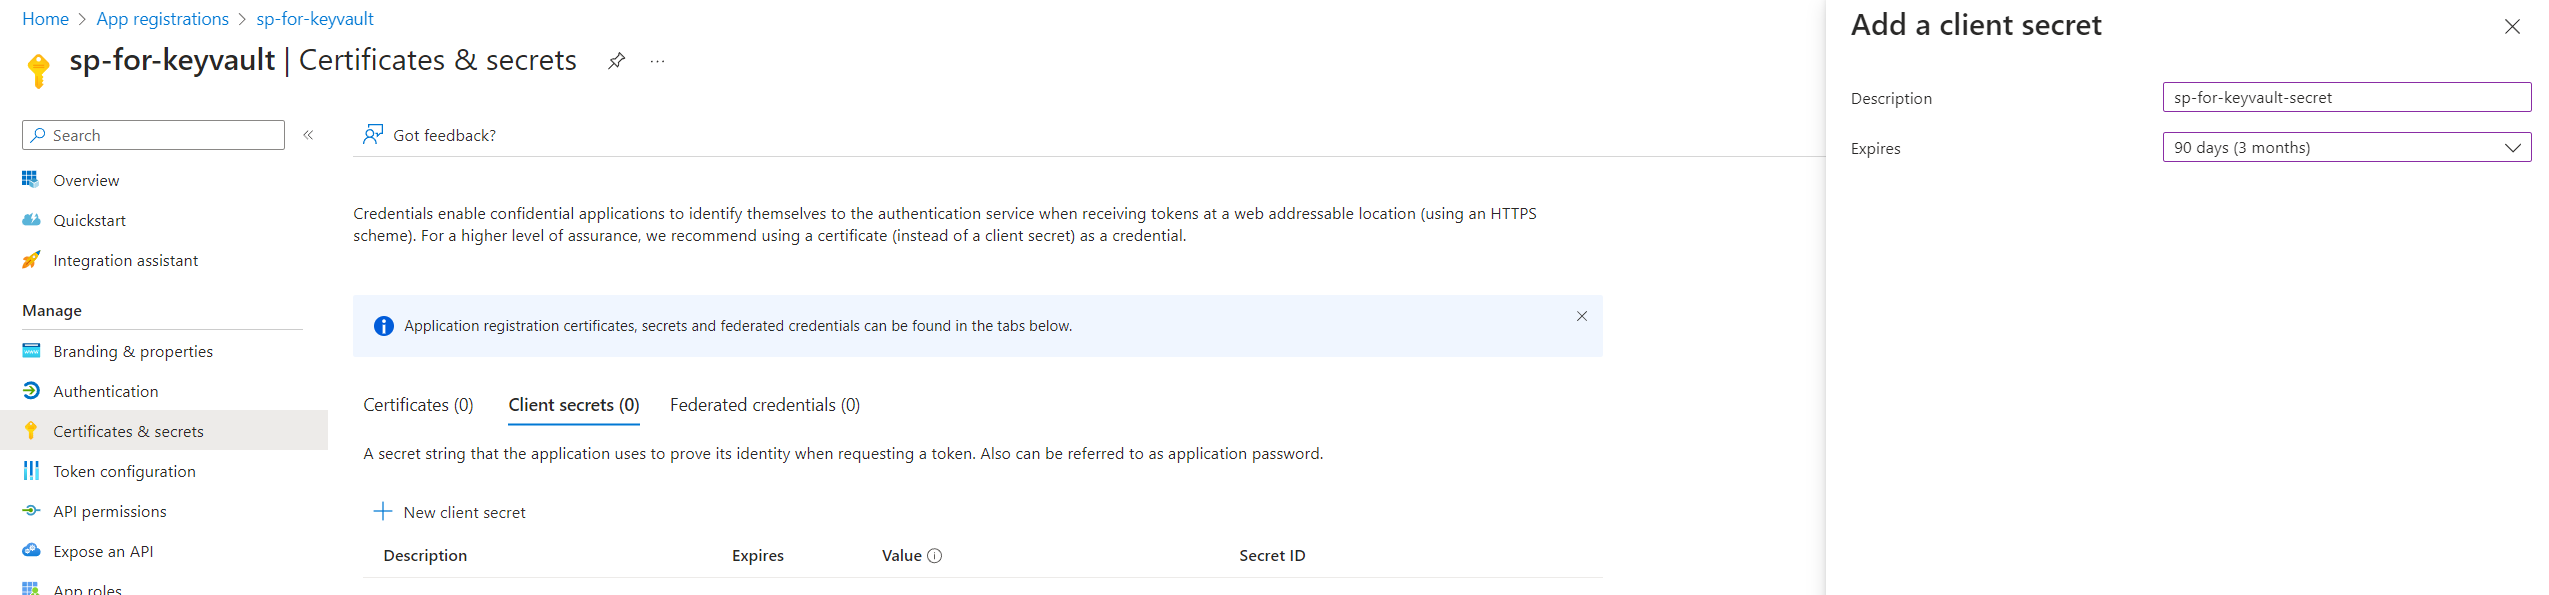 Home > App registrations > sp-for-keyvault
sp-for-keyvault | Certificates & secrets
Search
Overview
Quickstart
Integration assistant
Manage
Branding & properties
Authentication
Certificates & secrets
Token configuration
API permissions
Expose an API
App roles
Got feedback?
Credentials enable confidential applications to identify themselves to the authentication service when receiving tokens at a web addressable location (using an HTTPS
scheme). For a higher level of assurance, we recommend using a certificate (instead of a client secret) as a credential.
Application registration certificates, secrets and federated credentials can be found in the tabs below.
Certificates (0) Client secrets (0) Federated credentials (0)
A secret string that the application uses to prove its identity when requesting a token. Also can be referred to as application password.
New client secret
Description Expires Value Secret ID
Add a client secret
Description sp-for-keyvault-secret
Expires 90 days (3 months)